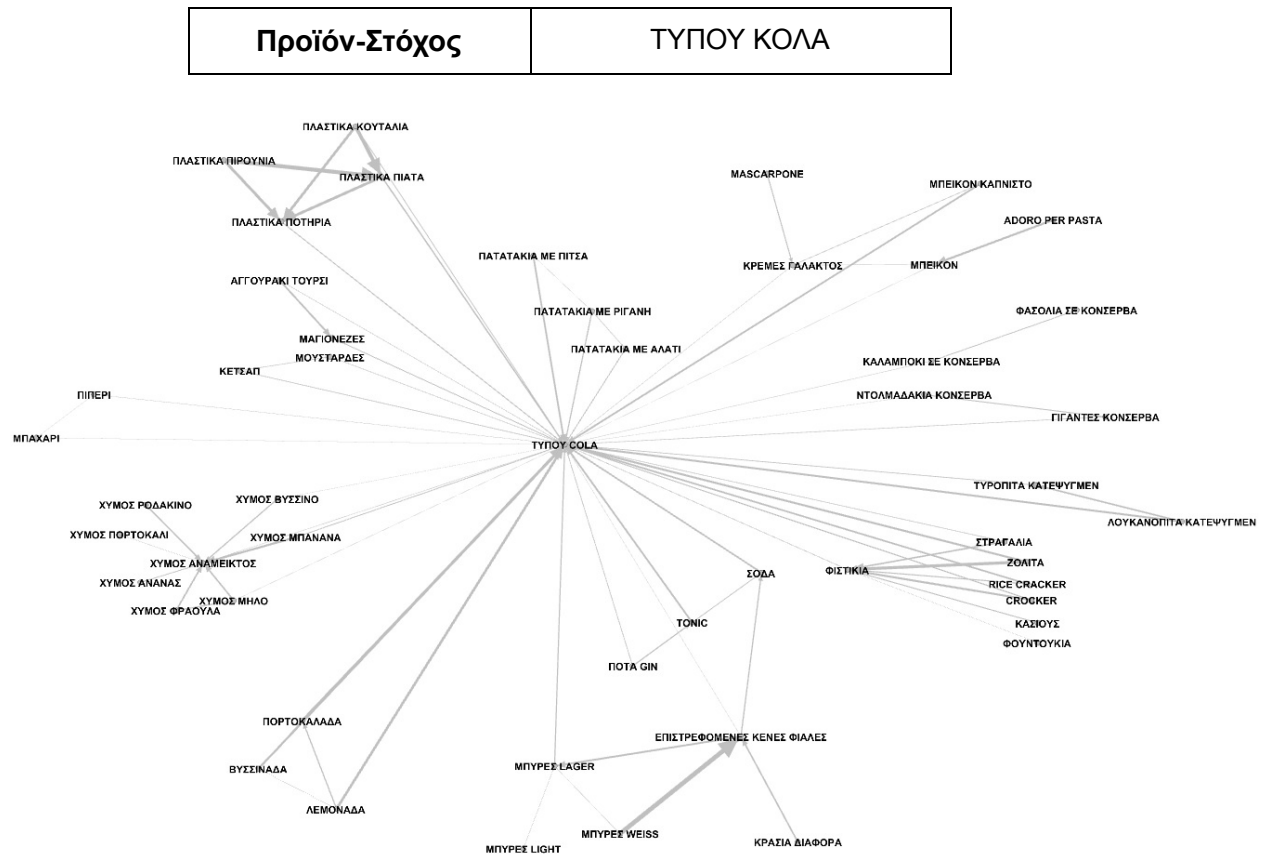 Προϊόν-Στόχος
ΤΥΠΟΥ ΚΟΛΑ
ΠΛΑΣΤΙΚΑ ΚΟΥΤΑΛΙΑ
ΠΛΑΣΤΙΚΑ ΠΙΡΟΥΝΙΑ
ΠΛΑΣΤΙΚΑ ΠΙΑΤΑ
MASCARPONE
ΜΠΕΙΚΟΝ ΚΑΠΝΙΣΤΟ
ΠΛΑΣΤΙΚΑ ΠΟΤΗΡΙΑ
ADORO PER PASTA
ΠΑΤΑΤΑΚΙΑ ΜΕ ΠΙΤΣΑ
ΚΡΕΜΕΣ ΓΑΛΑΚΤΟΣ
ΜΠΕΙΚΟΝ
ΑΓΓΟΥΡΑΚΙ ΤΟΥΡΣΙ
ΠΑΤΑΤΑΚΙΑ ΜΕ ΡΙΓΑΝΗ
ΦΑΣΟΛΙΑ ΣΕ ΚΟΝΣΕΡΒΑ
ΜΑΓΙΟΝΕΖΕΣ
ΠΑΤΑΤΑΚΙΑ ΜΕ ΑΛΑΤΙ
ΜΟΥΣΤΑΡΔΕΣ
ΚΑΛΑΜΠΟΚΙ ΣΕ ΚΟΝΣΕΡΒΑ
ΚΕΤΣΑΠ
ΠΙΠΕΡΙ
ΝΤΟΛΜΑΔΑΚΙΑ ΚΟΝΣΕΡΒΑ
ΓΙΓΑΝΤΕΣ ΚΟΝΣΕΡΒΑ
ΜΠΑΧΑΡΙ
ΤΥΠΟΥ COLA
ΤΥΡΟΠΙΤΑ ΚΑΤΕΨΥΓΜΕΝ
ΧΥΜΟΣ ΒΥΣΣΙΝΟ
ΧΥΜΟΣ ΡΟΔΑΚΙΝΟ
ΛΟΥΚΑΝΟΠΙΤΑ ΚΑΤΕΨΥΓΜΕΝ
ΧΥΜΟΣ ΠΟΡΤΟΚΑΛΙ
ΧΥΜΟΣ ΜΠΑΝΑΝΑ
ΣΤΡΑΓΑΛΙΑ
ΧΥΜΟΣ ΑΝΑΜΕΙΚΤΟΣ
ΖΟΛΙΤΑ
ΣΟΔΑ
ΦΙΣΤΙΚΙΑ
ΧΥΜΟΣ ΑΝΑΝΑΣ
RICE CRACKER
ΧΥΜΟΣ ΜΗΛΟ
CROCKER
ΧΥΜΟΣ ΦΡΑΟΥΛΑ
TONIC
ΚΑΣΙΟΥΣ
ΦΟΥΝΤΟΥΚΙΑ
ΠΟΤΑ GIN
ΠΟΡΤΟΚΑΛΑΔΑ
ΕΠΙΣΤΡΕΦΟΜΕΝΕΣ ΚΕΝΕΣ ΦΙΑΛΕΣ
ΒΥΣΣΙΝΑΔΑ
ΜΠΥΡΕΣ LAGER
ΛΕΜΟΝΑΔΑ
ΜΠΥΡΕΣ WEISS
ΚΡΑΣΙΑ ΔΙΑΦΟΡΑ
ΜΠΥΡΕΣ LIGHT